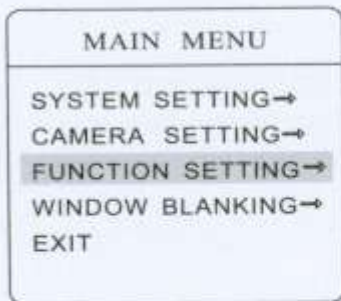 MAIN MENU
SYSTEM SETTING→
CAMERA SETTING→
FUNCTION SETTING→
WINDOW BLANKING→
EXIT